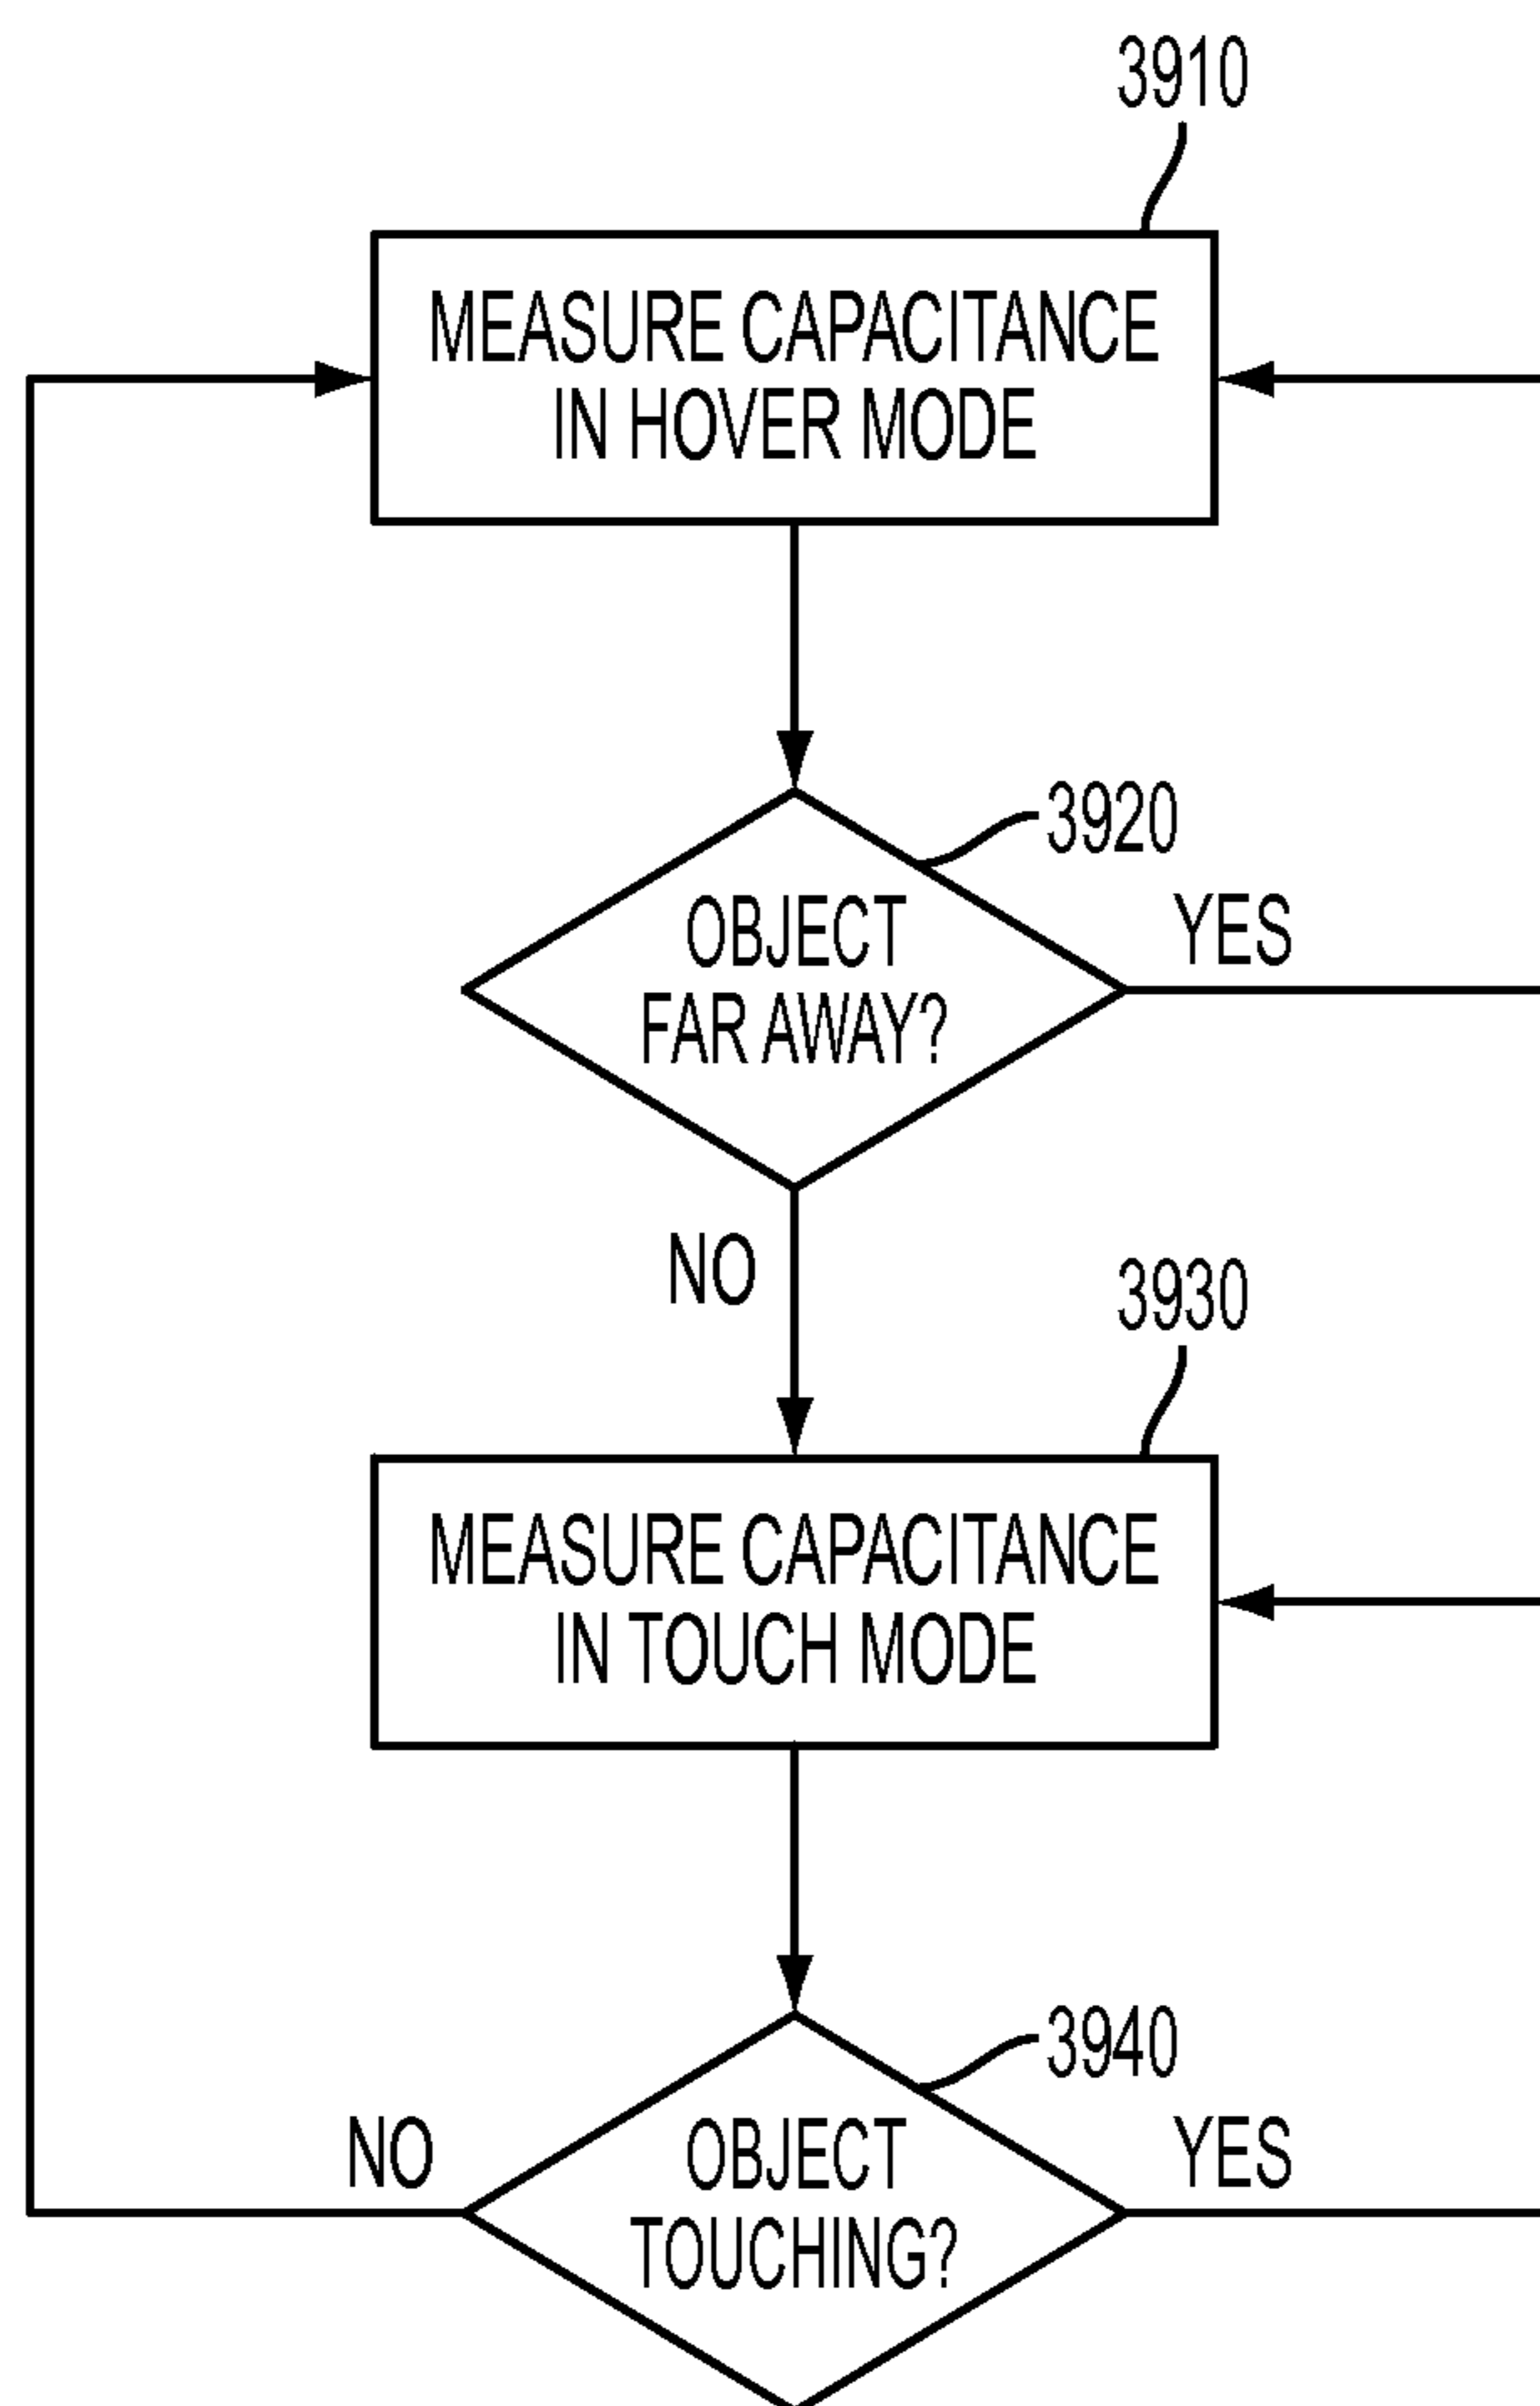 3910
MEASURE CAPACITANCE
IN HOVER MODE
3920
OBJECT
FAR AWAY?
YES
NO
3930
MEASURE CAPACITANCE
IN TOUCH MODE
3940
NO
OBJECT
TOUCHING?
YES